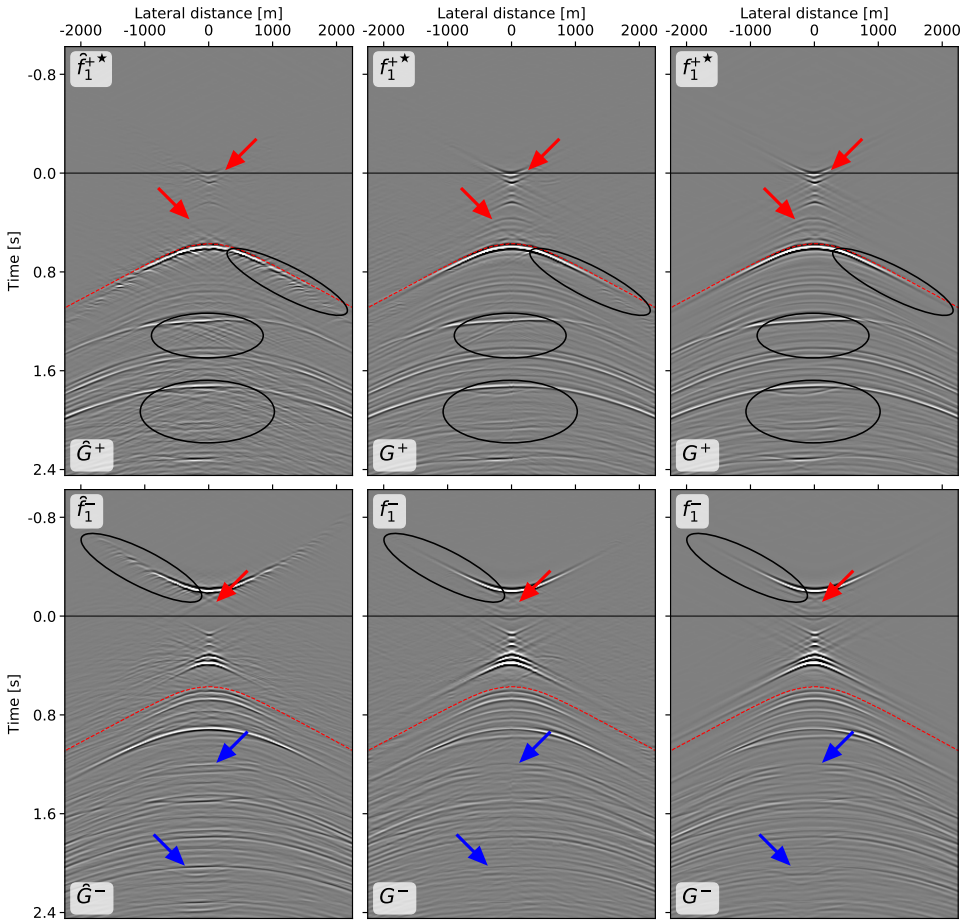 Lateral distance [m] Lateral distance [m] Lateral distance [m]
-2000 -1000 0 1000 2000 -2000 -1000 0 1000 2000 -2000 -1000 0 1000 2000
f̂₁⁺★ f₁⁺★ f₁⁺★
-0.8
0.0
Time [s]
0.8
1.6
Ĝ⁺ G⁺ G⁺
2.4
f̂₁⁻ f₁⁻ f₁⁻
-0.8
0.0
Time [s]
0.8
1.6
Ĝ⁻ G⁻ G⁻
2.4